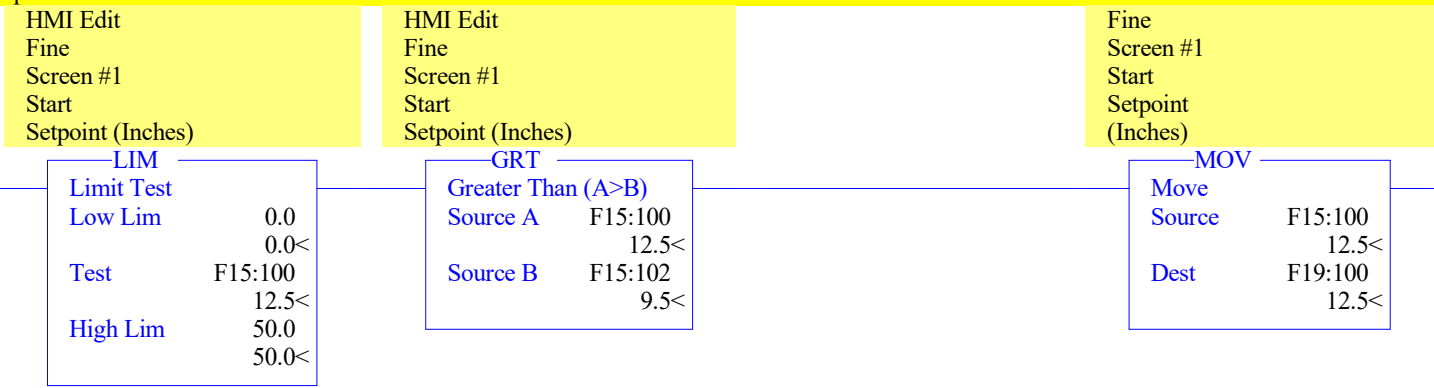 HMI Edit
Fine
Screen #1
Start
Setpoint (Inches)
LIM
Limit Test
Low Lim 0.0
0.0<
Test F15:100
12.5<
High Lim 50.0
50.0<
HMI Edit
Fine
Screen #1
Start
Setpoint (Inches)
GRT
Greater Than (A>B)
Source A F15:100
12.5<
Source B F15:102
9.5<
Fine
Screen #1
Start
Setpoint
(Inches)
MOV
Move
Source F15:100
12.5<
Dest F19:100
12.5<